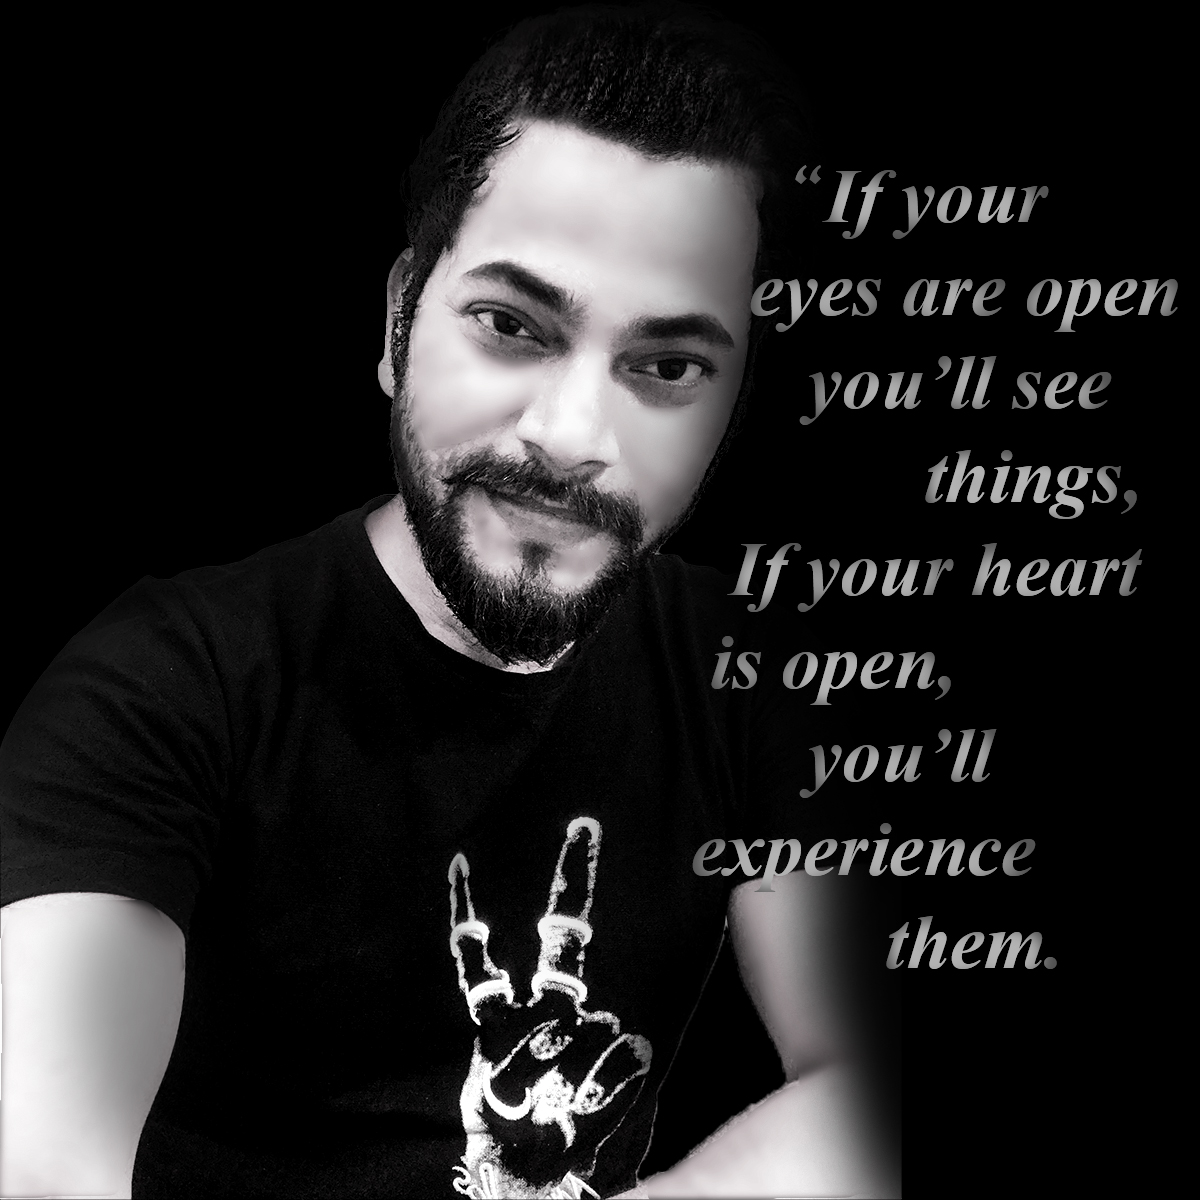 “If your
eyes are open
you’ll see
things,
If your heart
is open,
you’ll
experience
them.